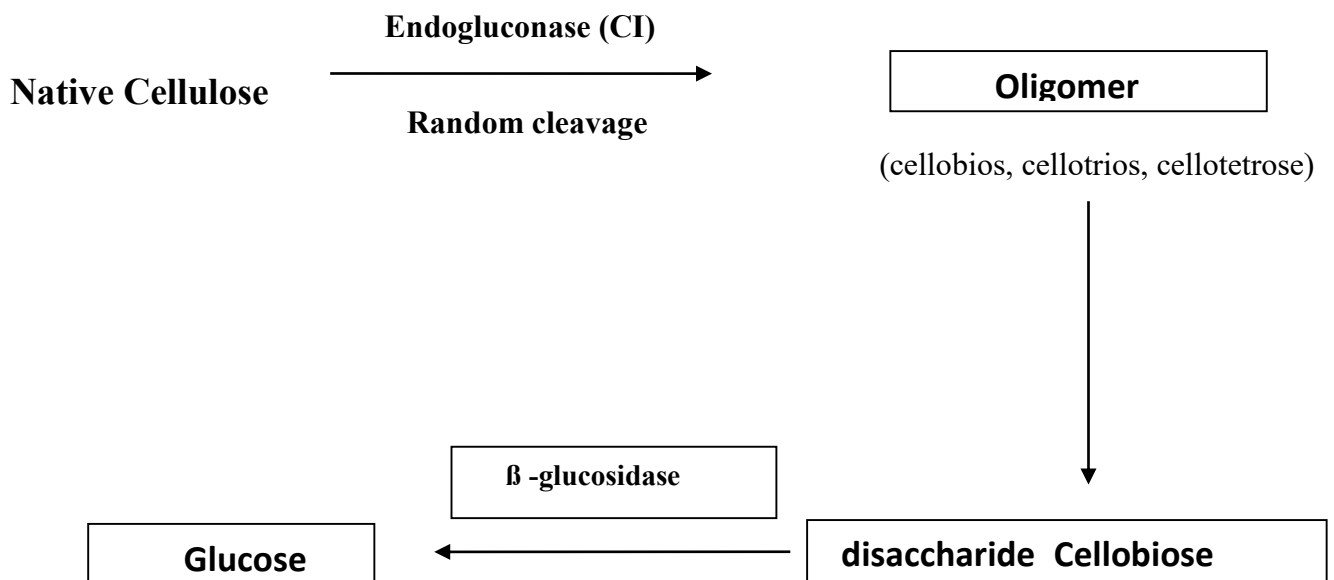 Endogluconase (CI)
Native Cellulose
Random cleavage
Oligomer
(cellobios, cellotrios, cellotetrose)
ß -glucosidase
Glucose
disaccharide Cellobiose